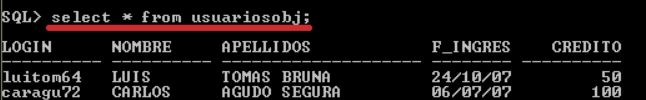 SQL> select * from usuariosobj;
LOGIN NOMBRE APELLIDOS F_INGRES CREDITO
---------- ---------- -------------------- -------- ----------
luitom64 LUIS TOMAS BRUNA 24/10/07 50
caragu72 CARLOS AGUDO SEGURA 06/07/07 100